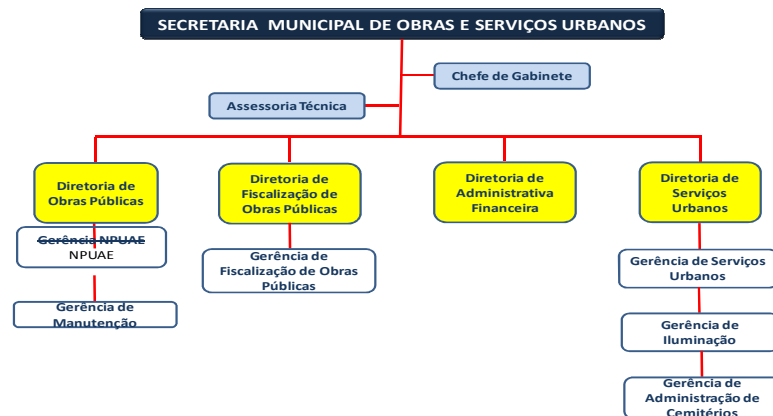 SECRETARIA MUNICIPAL DE OBRAS E SERVIÇOS URBANOS
Chefe de Gabinete
Assessoria Técnica
Diretoria de
Obras Públicas
Diretoria de
Fiscalização de
Obras Públicas
Diretoria de
Administrativa
Financeira
Diretoria de
Serviços
Urbanos
Gerência NPUAE
NPUAE
Gerência de
Fiscalização de Obras
Públicas
Gerência de Serviços
Urbanos
Gerência de
Manutenção
Gerência de
Iluminação
Gerência de
Administração de
Cemitérios